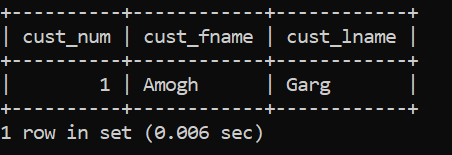 +----------+------------+------------+
| cust_num | cust_fname | cust_lname |
+----------+------------+------------+
|        1 | Amogh      | Garg       |
+----------+------------+------------+
1 row in set (0.006 sec)